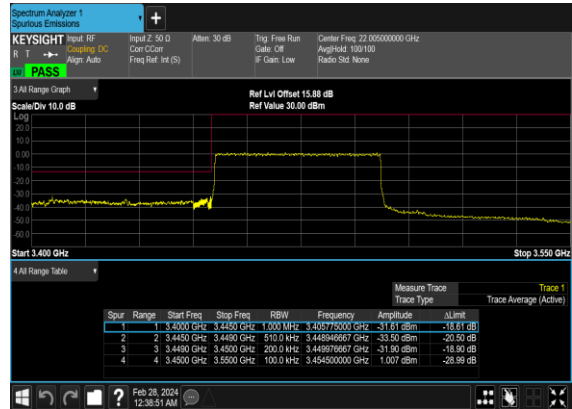 Spectrum Analyzer 1
Spurious Emissions
+
KEYSIGHT Input: RF Input Z: 50 Ω Atten: 30 dB Trig: Free Run Center Freq: 22.005000000 GHz
R T Coupling: DC Corr CCorr Gate: Off Avg|Hold: 100/100
Align: Auto Freq Ref: Int (S) IF Gain: Low Radio Std: None
PASS
3 All Range Graph
Ref Lvl Offset 15.88 dB
Scale/Div 10.0 dB Ref Value 30.00 dBm
Log
20.0
10.0
0.00
-10.0
-20.0
-30.0
-40.0
-50.0
-60.0
Start 3.400 GHz Stop 3.550 GHz
4 All Range Table
Measure Trace Trace 1
Trace Type Trace Average (Active)
Spur Range Start Freq Stop Freq RBW Frequency Amplitude ΔLimit
1 1 3.4000 GHz 3.4450 GHz 1.000 MHz 3.405775000 GHz -31.61 dBm -18.61 dB
2 2 3.4450 GHz 3.4490 GHz 510.0 kHz 3.448946667 GHz -33.50 dBm -20.50 dB
3 3 3.4490 GHz 3.4500 GHz 200.0 kHz 3.449976667 GHz -31.90 dBm -18.90 dB
4 4 3.4500 GHz 3.5500 GHz 100.0 kHz 3.454500000 GHz 1.007 dBm -28.99 dB
? Feb 28, 2024
12:38:51 AM